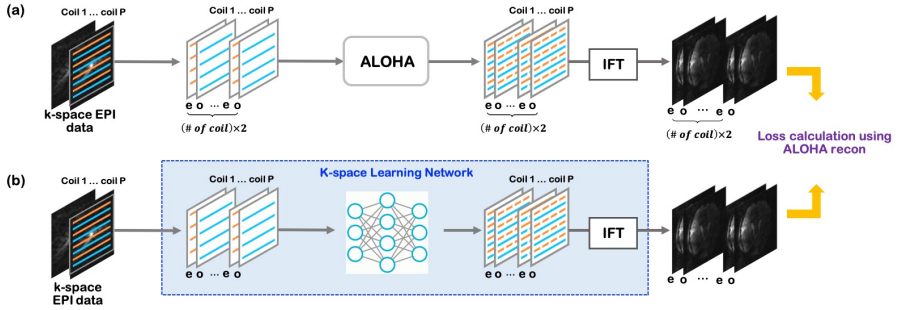 (a)
Coil 1 ... coil P
Coil 1 ... coil P
Coil 1 ... coil P
ALOHA
IFT
k-space EPI
data
e o ... e o
e o ... e o
e o ... e o
(# of coil)×2
(# of coil)×2
(# of coil)×2
Loss calculation using
ALOHA recon
(b)
K-space Learning Network
Coil 1 ... coil P
Coil 1 ... coil P
Coil 1 ... coil P
IFT
k-space
EPI data
e o ... e o
e o ... e o
e o ... e o